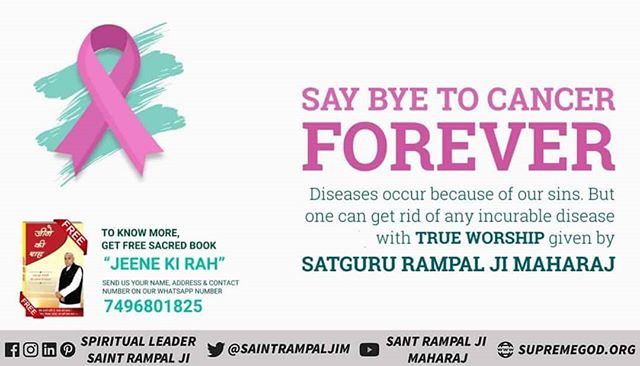 SAY BYE TO CANCER
FOREVER
Diseases occur because of our sins. But
one can get rid of any incurable disease
with TRUE WORSHIP given by
SATGURU RAMPAL JI MAHARAJ
FREE
जीने
की
राह
FREE
TO KNOW MORE,
GET FREE SACRED BOOK
“JEENE KI RAH”
SEND US YOUR NAME, ADDRESS & CONTACT
NUMBER ON OUR WHATSAPP NUMBER
7496801825
SPIRITUAL LEADER
SAINT RAMPAL JI
@SAINTRAMPALJIM
SANT RAMPAL JI
MAHARAJ
SUPREMEGOD.ORG